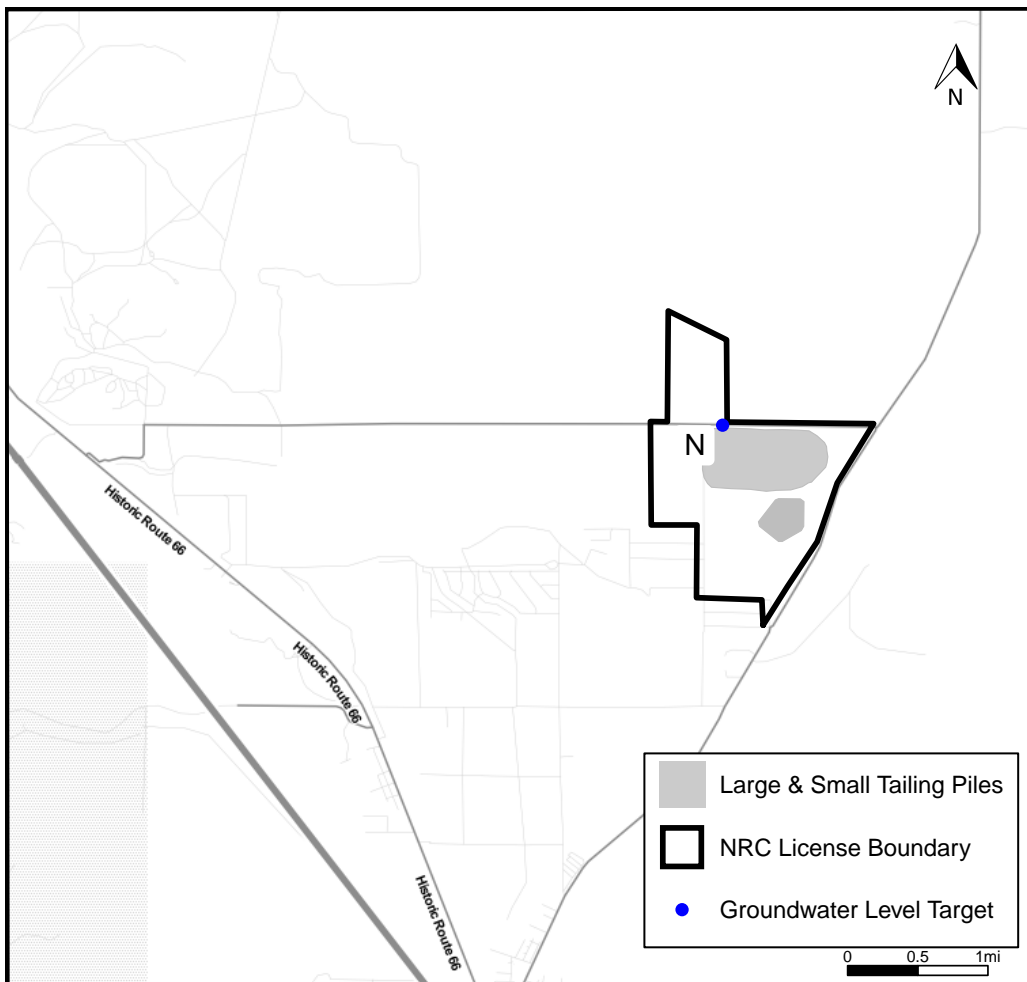 N
N
Historic Route 66
Historic Route 66
Historic Route 66
Large & Small Tailing Piles
NRC License Boundary
Groundwater Level Target
0 0.5 1mi